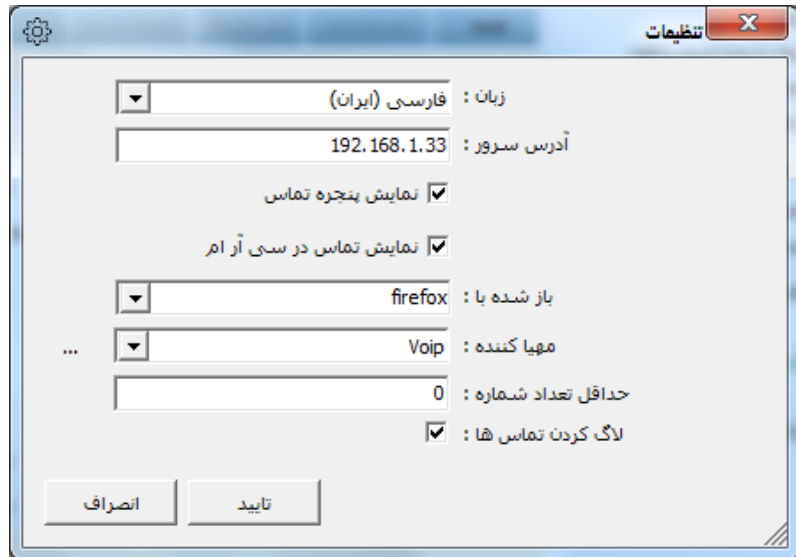 تنظیمات
زبان : فارسی (ایران)
آدرس سرور : 192.168.1.33
نمایش پنجره تماس
نمایش تماس در سی آر ام
باز شده با : firefox
مهیا کننده : Voip ...
حداقل تعداد شماره : 0
لاگ کردن تماس ها :
تایید انصراف